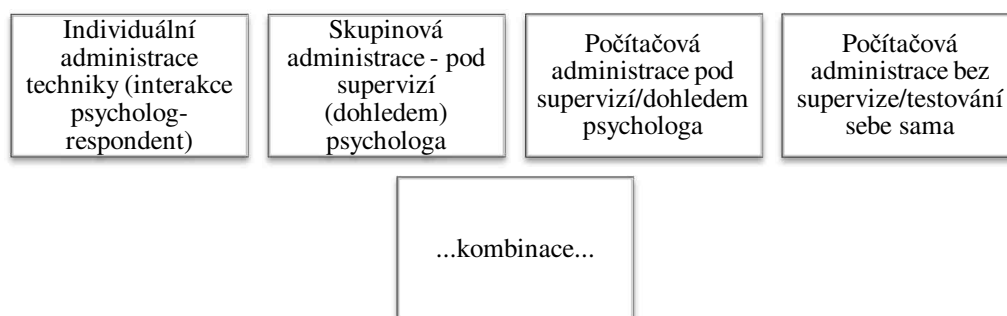 Individuální
administrace
techniky (interakce
psycholog-
respondent)
Skupinová
administrace - pod
supervizí
(dohledem)
psychologa
Počítačová
administrace pod
supervizí/dohledem
psychologa
Počítačová
administrace bez
supervize/testování
sebe sama
...kombinace...